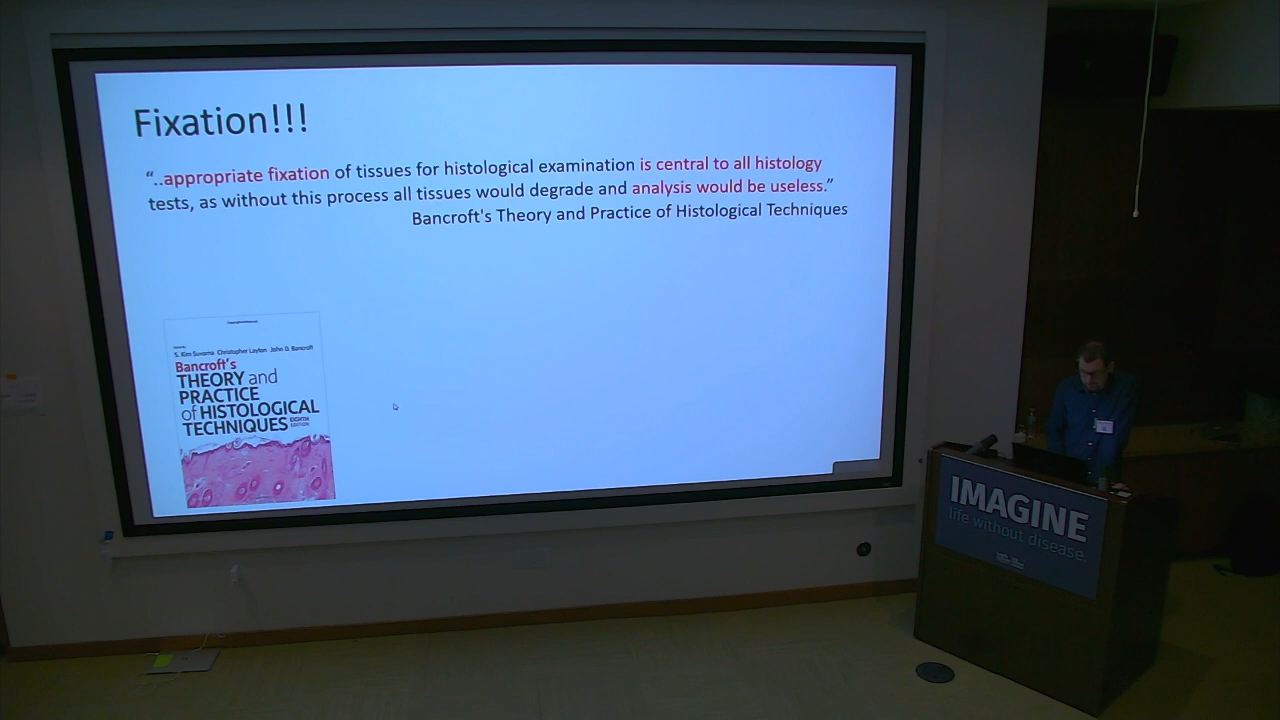 Fixation!!!
“..appropriate fixation of tissues for histological examination is central to all histology
tests, as without this process all tissues would degrade and analysis would be useless.”
Bancroft's Theory and Practice of Histological Techniques
S. Kim Suvarna Christopher Layton John D. Bancroft
Bancroft's
THEORY and
PRACTICE
of HISTOLOGICAL
TECHNIQUES EIGHTH
EDITION
IMAGINE
life without disease.